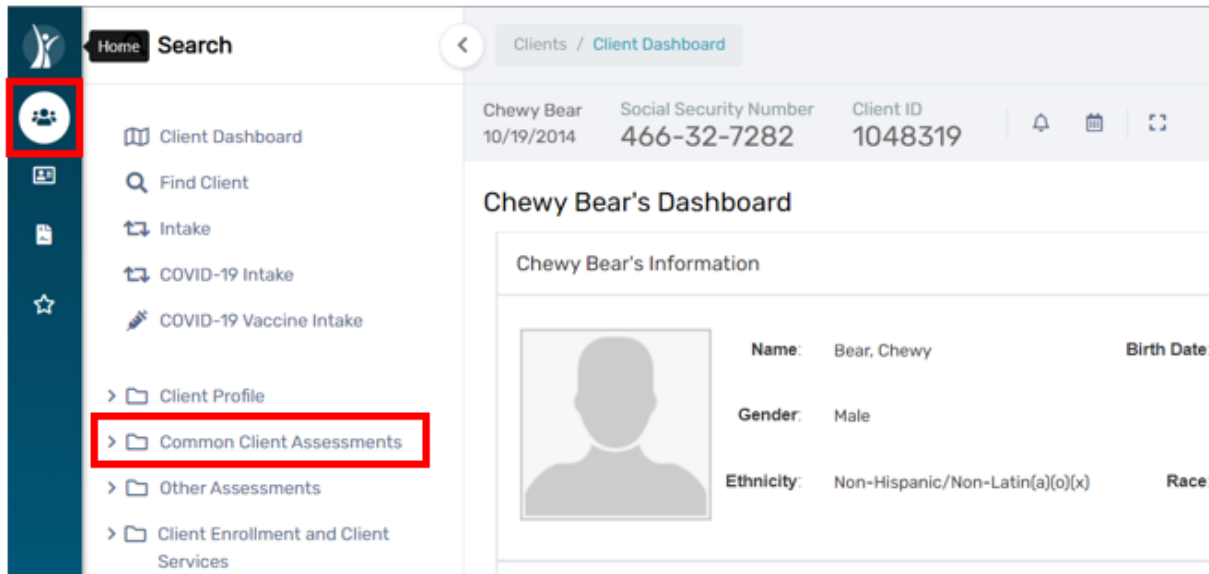 Home
Search
Clients / Client Dashboard
Chewy Bear
10/19/2014
Social Security Number
466-32-7282
Client ID
1048319
Client Dashboard
Find Client
Intake
COVID-19 Intake
COVID-19 Vaccine Intake
Client Profile
Common Client Assessments
Other Assessments
Client Enrollment and Client
Services
Chewy Bear's Dashboard
Chewy Bear's Information
Name: Bear, Chewy
Birth Date:
Gender: Male
Ethnicity: Non-Hispanic/Non-Latin(a)(o)(x)
Race: